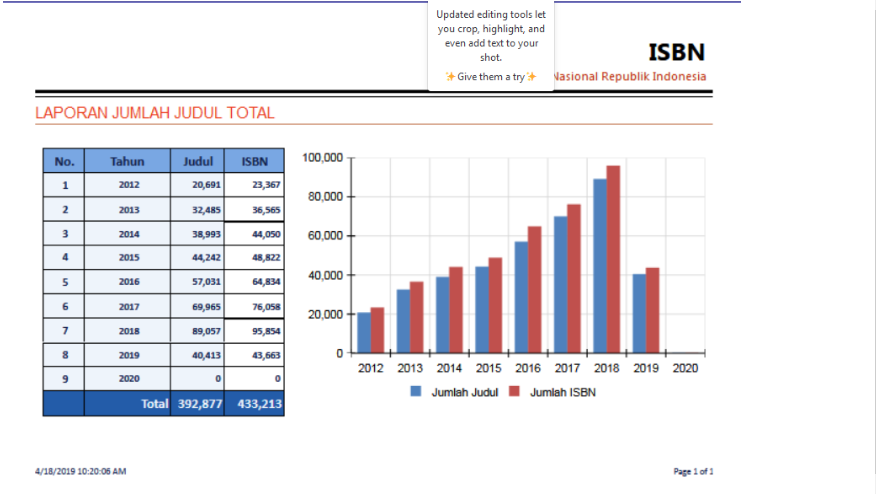 Updated editing tools let
you crop, highlight, and
even add text to your
shot.
✨Give them a try✨
ISBN
Nasional Republik Indonesia
LAPORAN JUMLAH JUDUL TOTAL
No. Tahun Judul ISBN
1 2012 20,691 23,367
2 2013 32,485 36,565
3 2014 38,993 44,050
4 2015 44,242 48,822
5 2016 57,031 64,834
6 2017 69,965 76,058
7 2018 89,057 95,854
8 2019 40,413 43,663
9 2020 0 0
Total 392,877 433,213
100,000
80,000
60,000
40,000
20,000
0
2012 2013 2014 2015 2016 2017 2018 2019 2020
Jumlah Judul Jumlah ISBN
4/18/2019 10:20:06 AM
Page 1 of 1